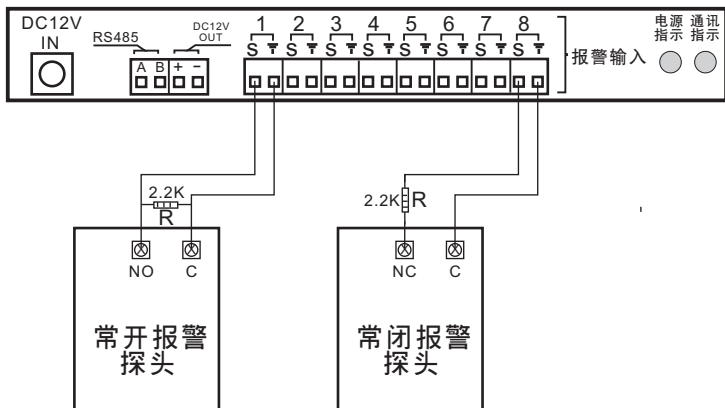 DC12V
IN
RS485
DC12V
OUT
A B + -
1 2 3 4 5 6 7 8
S S S S S S S S
报警输入
电源
指示
通讯
指示
2.2K
R
2.2K R
NO C
NC C
常开报警
探头
常闭报警
探头